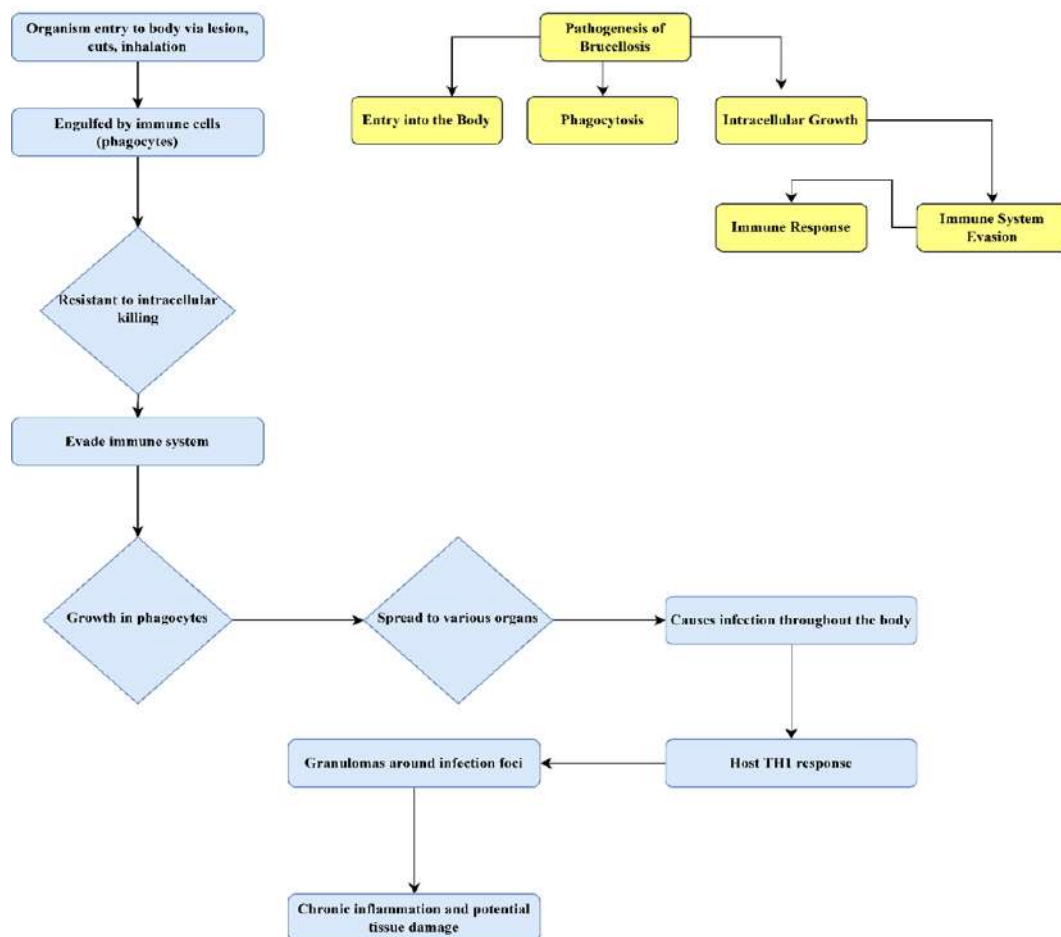 Organism entry to body via lesion,
cuts, inhalation
Engulfed by immune cells
(phagocytes)
Resistant to intracellular
killing
Evade immune system
Growth in phagocytes
Spread to various organs
Causes infection throughout the body
Host TH1 response
Granulomas around infection foci
Chronic inflammation and potential
tissue damage
Pathogenesis of
Brucellosis
Entry into the Body
Phagocytosis
Intracellular Growth
Immune System
Evasion
Immune Response